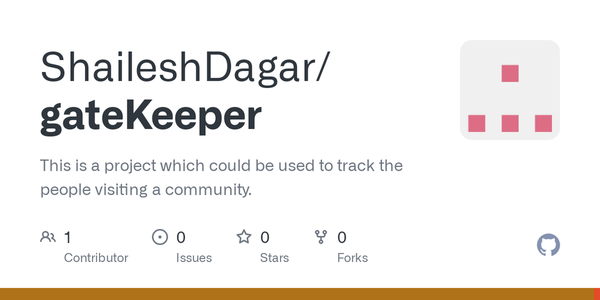 ShaileshDagar/
gateKeeper
This is a project which could be used to track the
people visiting a community.
1 0 0 0
Contributor Issues Stars Forks